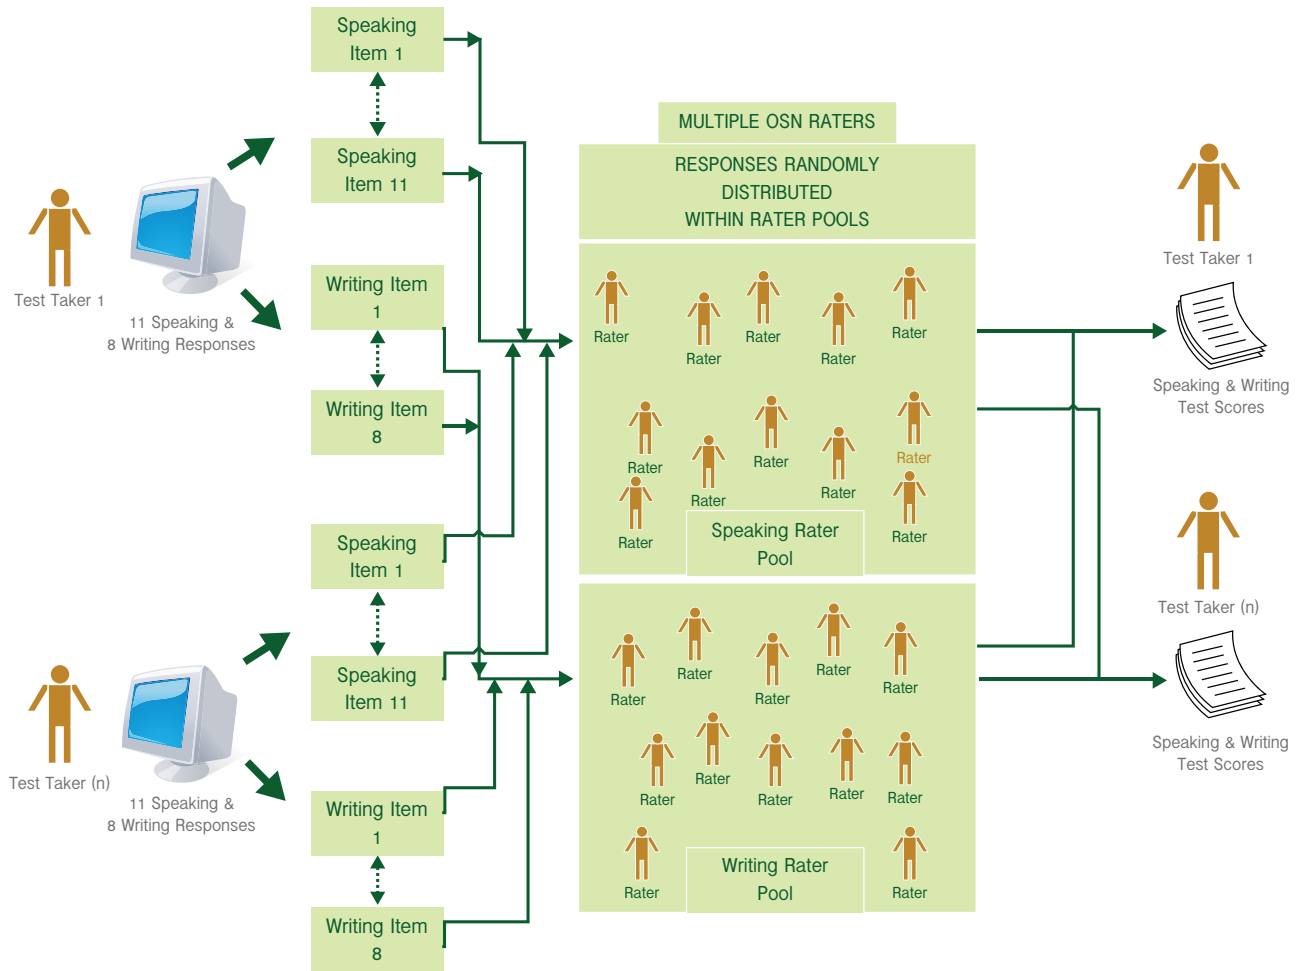 Speaking
Item 1
Speaking
Item 11
Test Taker 1
11 Speaking &
8 Writing Responses
Writing Item
1
Writing Item
8
Speaking
Item 1
Speaking
Item 11
Test Taker (n)
11 Speaking &
8 Writing Responses
Writing Item
1
Writing Item
8
MULTIPLE OSN RATERS
RESPONSES RANDOMLY
DISTRIBUTED
WITHIN RATER POOLS
Rater
Rater
Rater
Rater
Rater
Rater
Rater
Rater
Rater
Rater
Rater
Rater
Speaking Rater
Pool
Rater
Rater
Rater
Rater
Rater
Rater
Rater
Rater
Rater
Rater
Rater
Rater
Writing Rater
Pool
Test Taker 1
Speaking & Writing
Test Scores
Test Taker (n)
Speaking & Writing
Test Scores